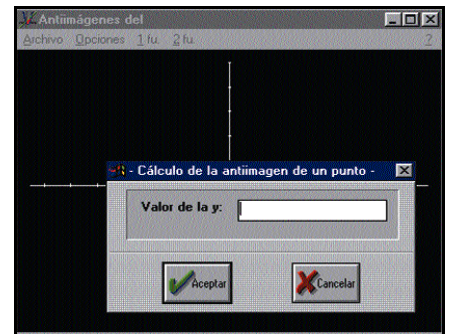 Antiimágenes del
Archivo Opciones 1 fu. 2 fu. ?
- Cálculo de la antiimagen de un punto -
Valor de la y:
Aceptar Cancelar